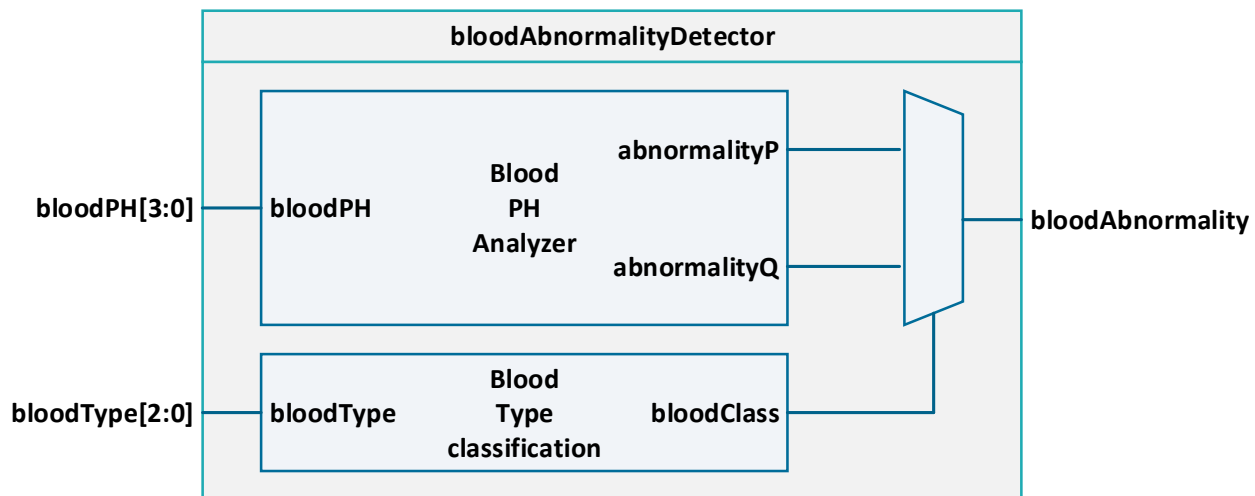 bloodAbnormalityDetector
abnormalityP
Blood
bloodPH[3:0]
bloodPH
PH
bloodAbnormality
Analyzer
abnormalityQ
Blood
bloodType[2:0]
bloodType
Type
bloodClass
classification